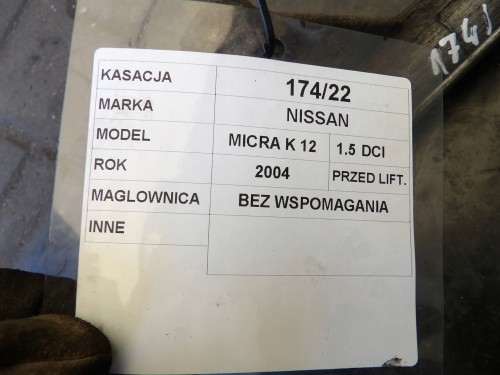 KASACJA 174/22
MARKA NISSAN
MODEL MICRA K 12 1.5 DCI
ROK 2004 PRZED LIFT.
MAGLOWNICA BEZ WSPOMAGANIA
INNE